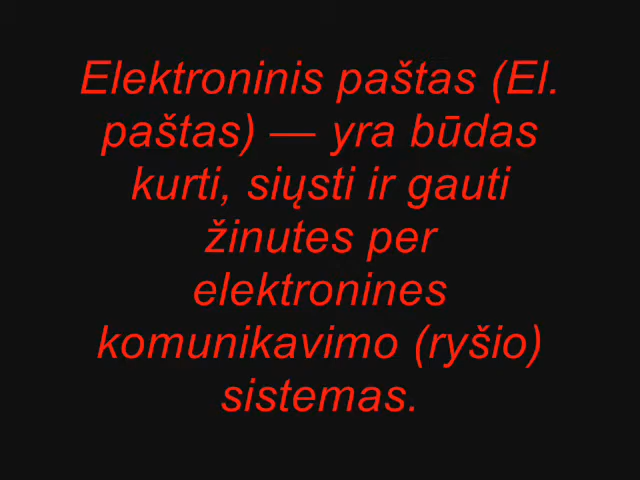 Elektroninis paštas (El.
paštas) — yra būdas
kurti, siųsti ir gauti
žinutes per
elektronines
komunikavimo (ryšio)
sistemas.